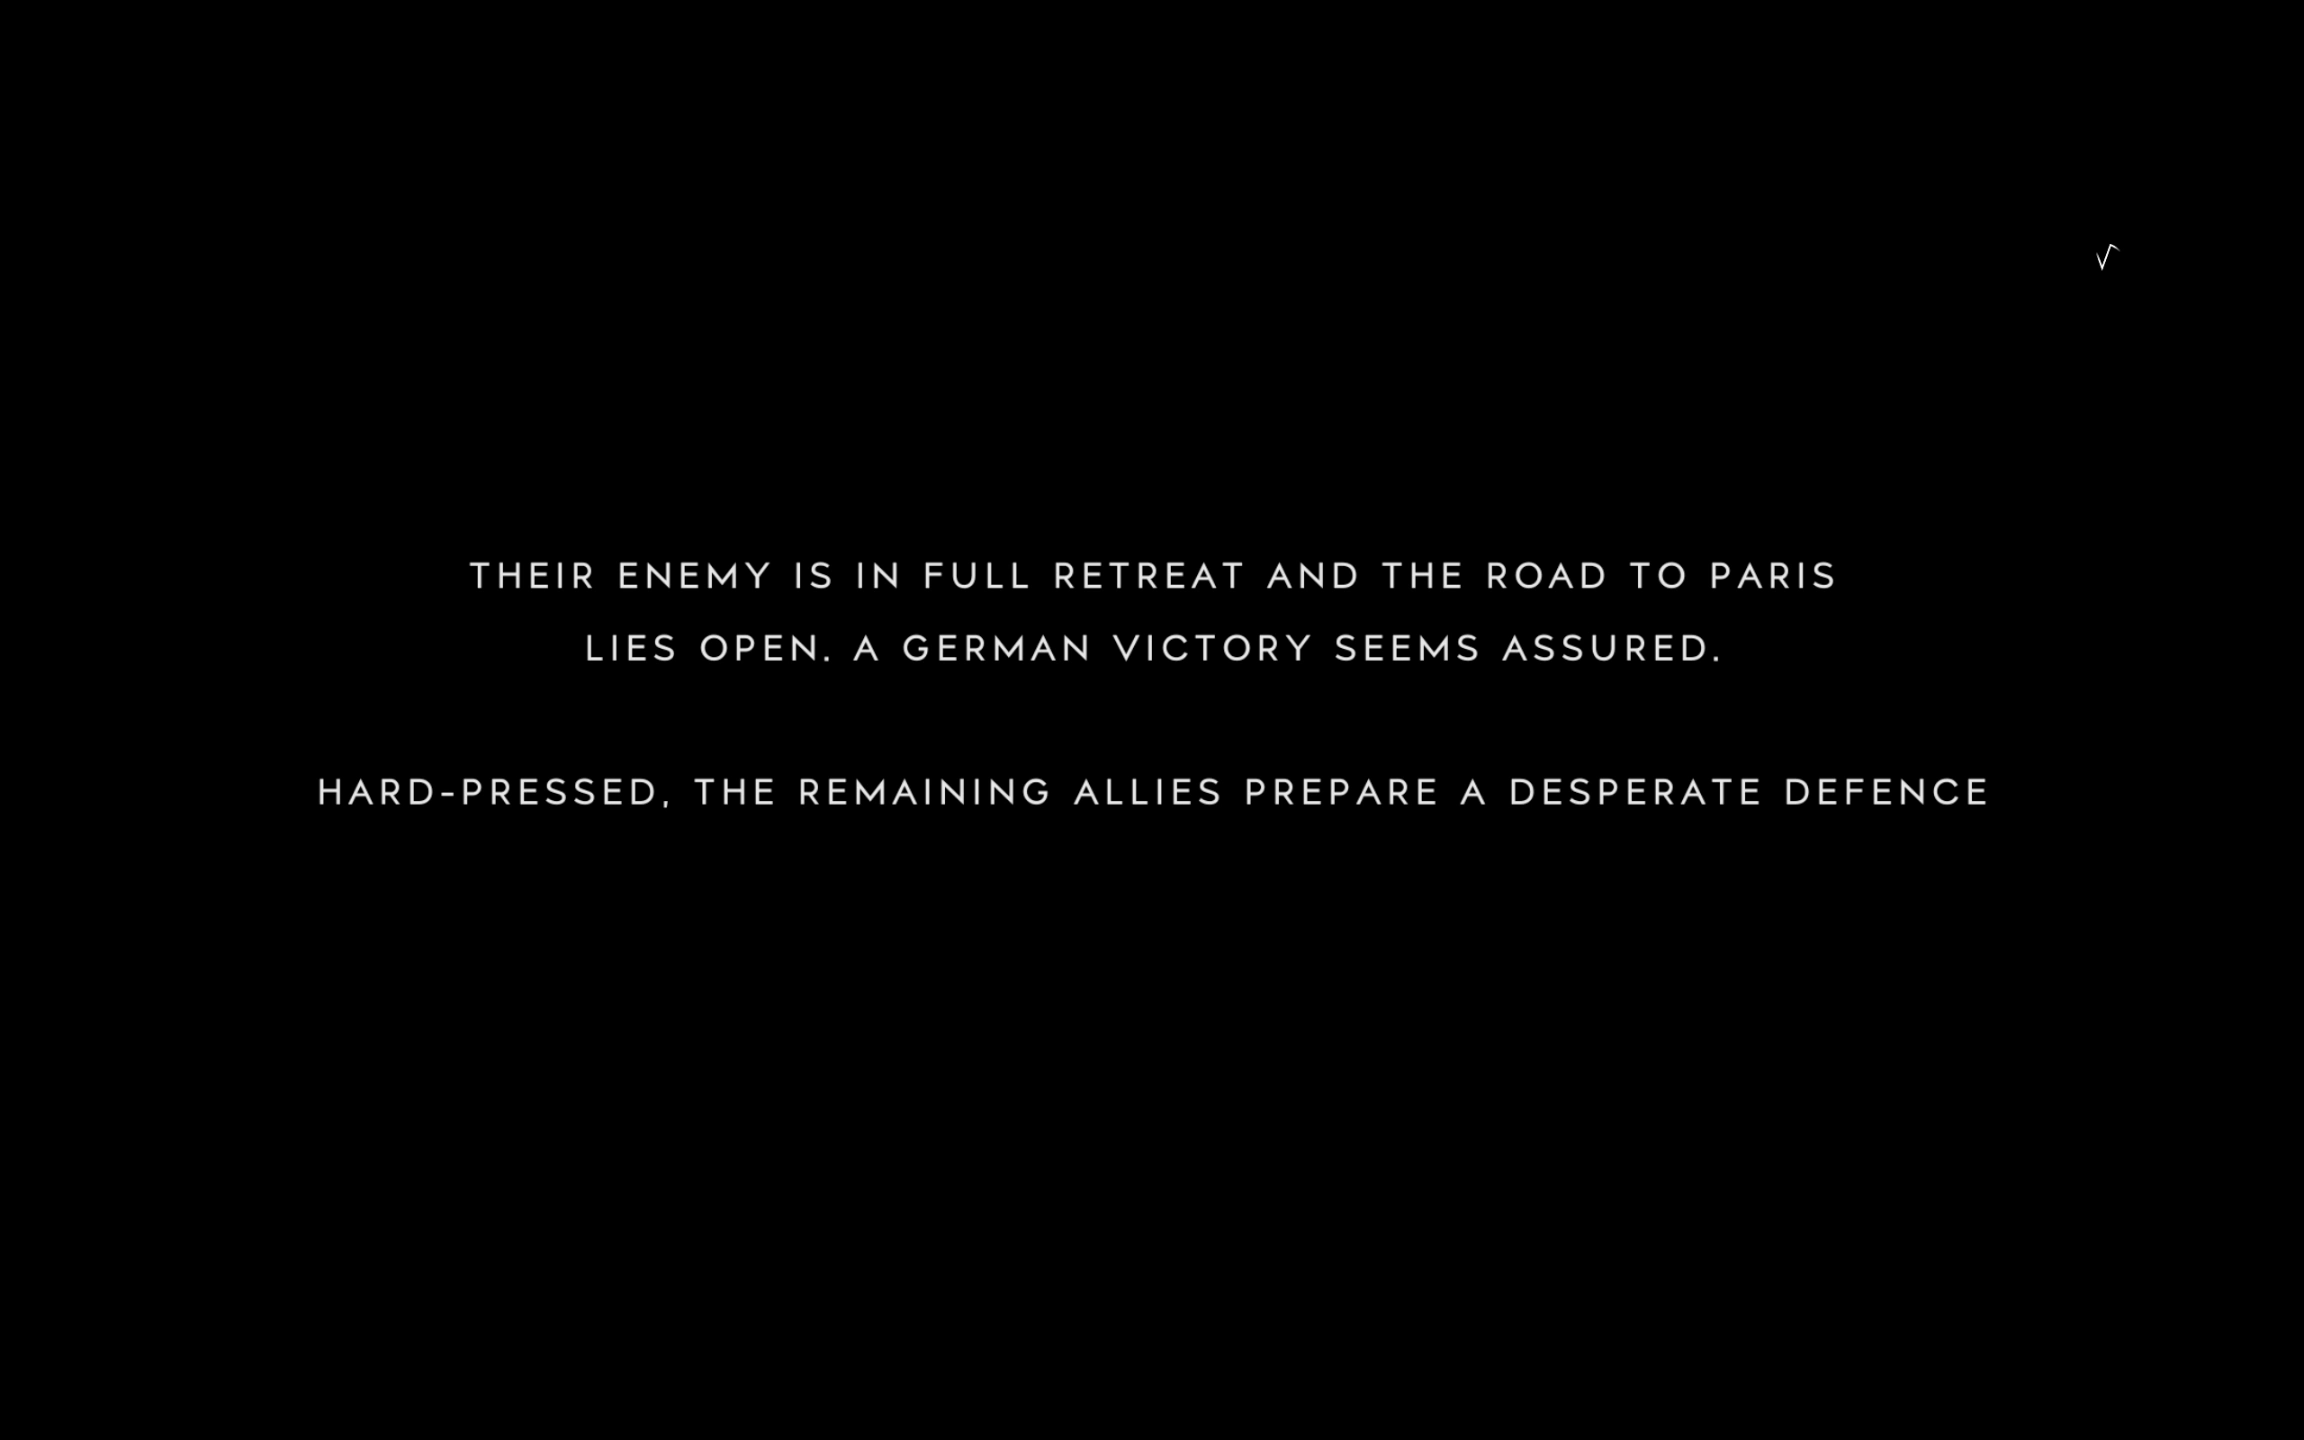 THEIR ENEMY IS IN FULL RETREAT AND THE ROAD TO PARIS
LIES OPEN. A GERMAN VICTORY SEEMS ASSURED.
HARD-PRESSED, THE REMAINING ALLIES PREPARE A DESPERATE DEFENCE